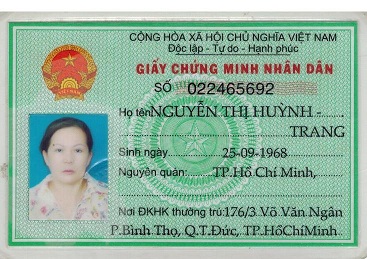 CỘNG HÒA XÃ HỘI CHỦ NGHĨA VIỆT NAM
Độc lập - Tự do - Hạnh phúc
GIẤY CHỨNG MINH NHÂN DÂN
SỐ 022465692
Họ tên NGUYỄN THỊ HUỲNH -
TRANG
Sinh ngày 25-09-1968
Nguyên quán: TP.Hồ Chí Minh,
Nơi ĐKHK thường trú: 176/3 Võ Văn Ngân
P.Bình Thọ, Q.T.Đức, TP.HồChíMinh